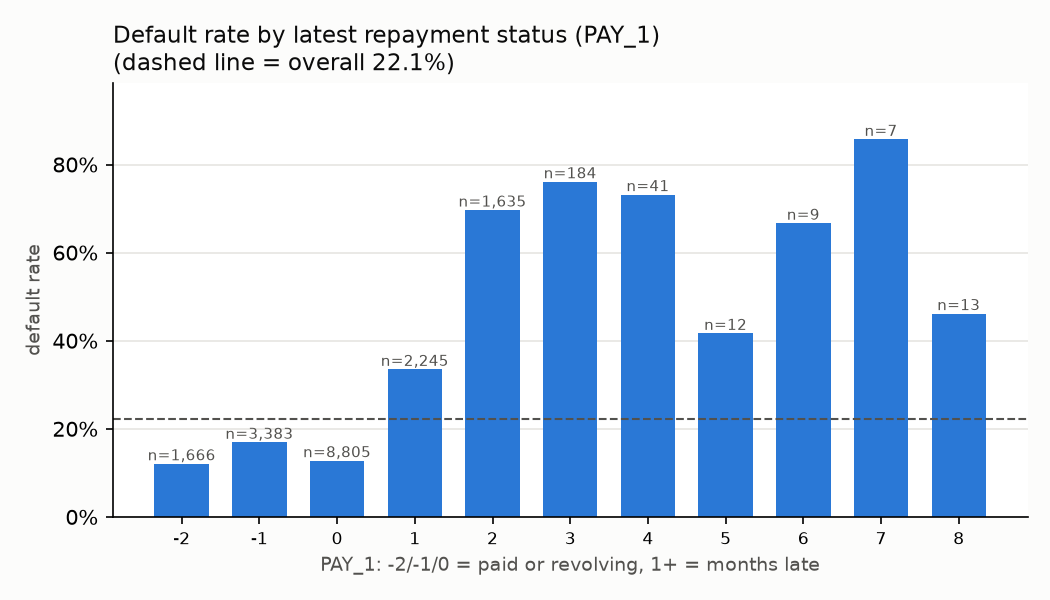 Default rate by latest repayment status (PAY_1)
(dashed line = overall 22.1%)
default rate
80%
60%
40%
20%
0%
n=1,666
n=3,383
n=8,805
n=2,245
n=1,635
n=184
n=41
n=12
n=9
n=7
n=13
-2 -1 0 1 2 3 4 5 6 7 8
PAY_1: -2/-1/0 = paid or revolving, 1+ = months late